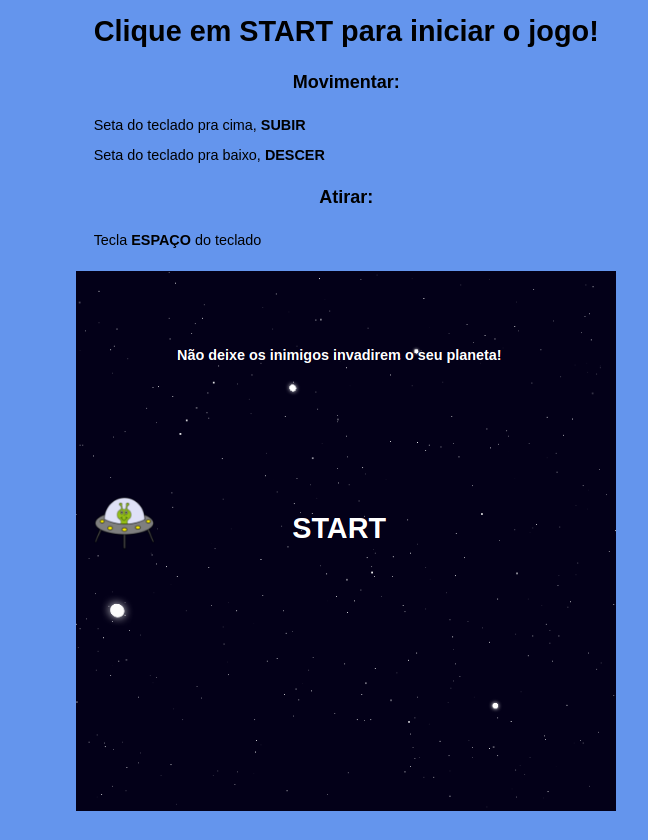 Clique em START para iniciar o jogo!
Movimentar:
Seta do teclado pra cima, SUBIR
Seta do teclado pra baixo, DESCER
Atirar:
Tecla ESPAÇO do teclado
Não deixe os inimigos invadirem o seu planeta!
START